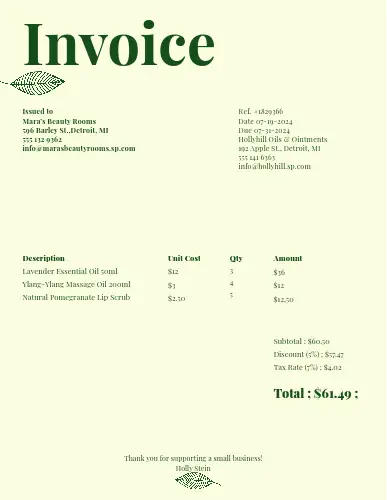 Invoice
Issued to
Mara's Beauty Rooms
596 Barley St.,Detroit, MI
555 132 9362
info@marasbeautyrooms.sp.com
Ref. #1829366
Date 07-19-2024
Due 07-31-2024
Hollyhill Oils & Ointments
192 Apple St., Detroit, MI
555 141 6363
info@hollyhill.sp.com
Description Unit Cost Qty Amount
Lavender Essential Oil 50ml $12 3 $36
Ylang-Ylang Massage Oil 200ml $3 4 $12
Natural Pomegranate Lip Scrub $2.50 5 $12,50
Subtotal : $60.50
Discount (5%) : $57.47
Tax Rate (7%) : $4.02
Total : $61.49 :
Thank you for supporting a small business!
Holly Stein